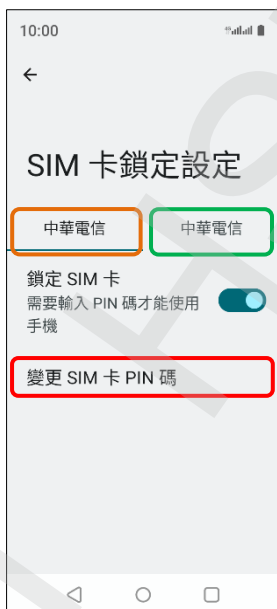 10:00
SIM 卡鎖定設定
中華電信 中華電信
鎖定 SIM 卡
需要輸入 PIN 碼才能使用
手機
變更 SIM 卡 PIN 碼